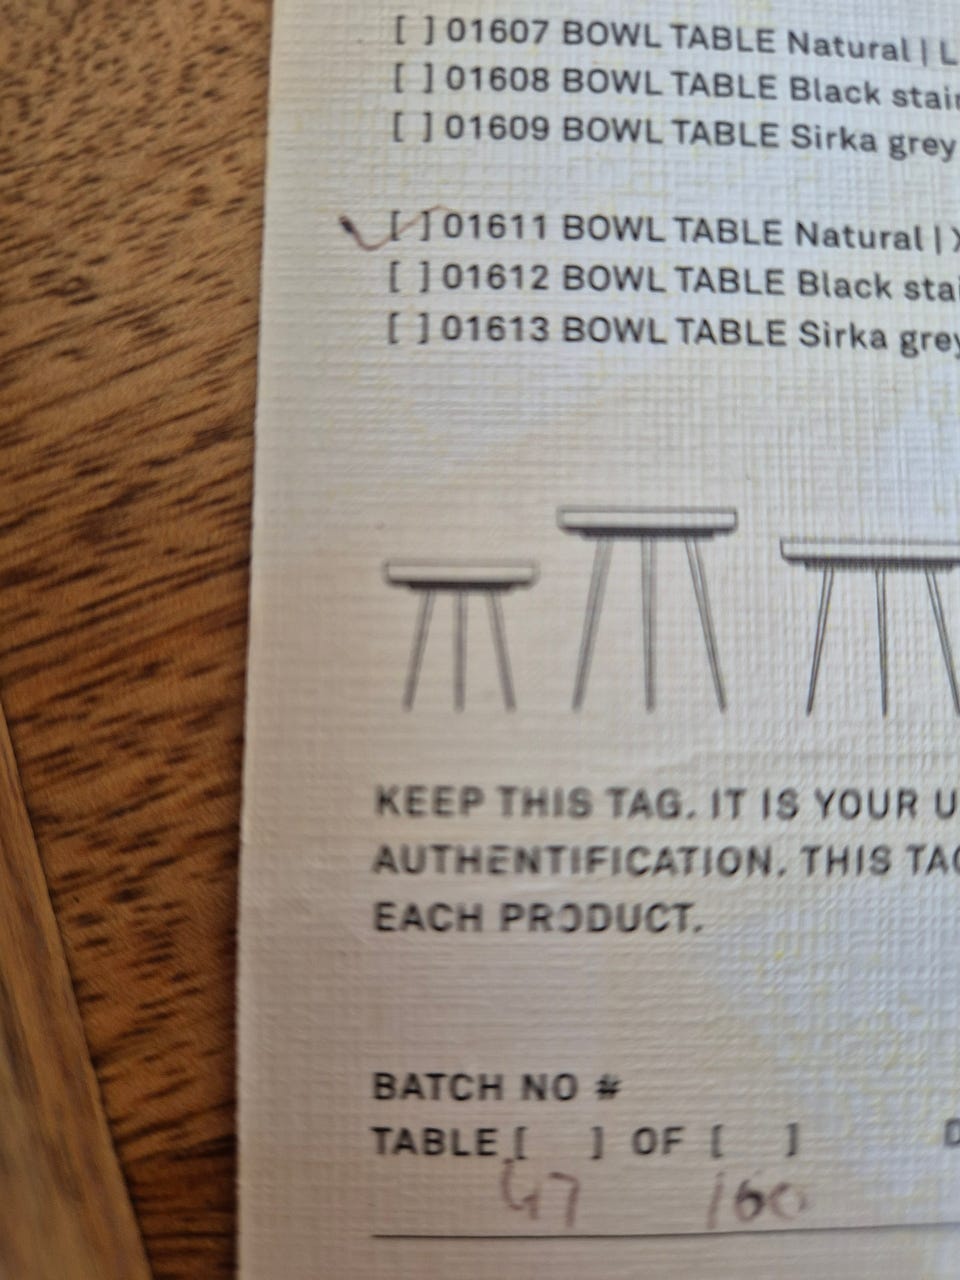 [ ] 01607 BOWL TABLE Natural | L
[ ] 01608 BOWL TABLE Black stain
[ ] 01609 BOWL TABLE Sirka grey
[ ] 01611 BOWL TABLE Natural | X
[ ] 01612 BOWL TABLE Black stai
[ ] 01613 BOWL TABLE Sirka grey
KEEP THIS TAG. IT IS YOUR U
AUTHENTIFICATION. THIS TAG
EACH PRODUCT.
BATCH NO #
TABLE [ ] OF [ ] D
47 160